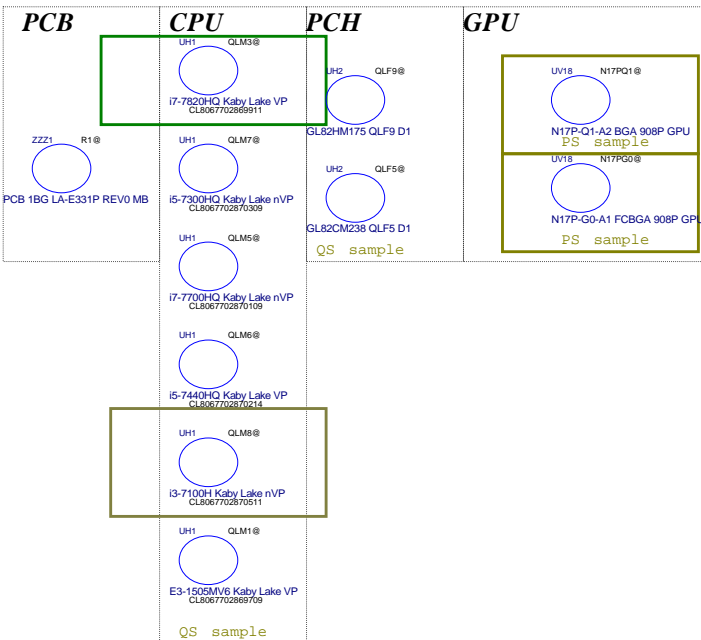 PCB
CPU
PCH
GPU
ZZZ1 R1@
PCB 1BG LA-E331P REV0 MB
UH1 QLM3@
i7-7820HQ Kaby Lake VP
CL8067702869911
UH1 QLM7@
i5-7300HQ Kaby Lake nVP
CL8067702870309
UH1 QLM5@
i7-7700HQ Kaby Lake nVP
CL8067702870109
UH1 QLM6@
i5-7440HQ Kaby Lake VP
CL8067702870214
UH1 QLM8@
i3-7100H Kaby Lake nVP
CL8067702870511
UH1 QLM1@
E3-1505MV6 Kaby Lake VP
CL8067702869709
QS sample
UH2 QLF9@
GL82HM175 QLF9 D1
UH2 QLF5@
GL82CM238 QLF5 D1
QS sample
UV18 N17PQ1@
N17P-Q1-A2 BGA 908P GPU
PS sample
UV18 N17PG0@
N17P-G0-A1 FCBGA 908P GPU
PS sample